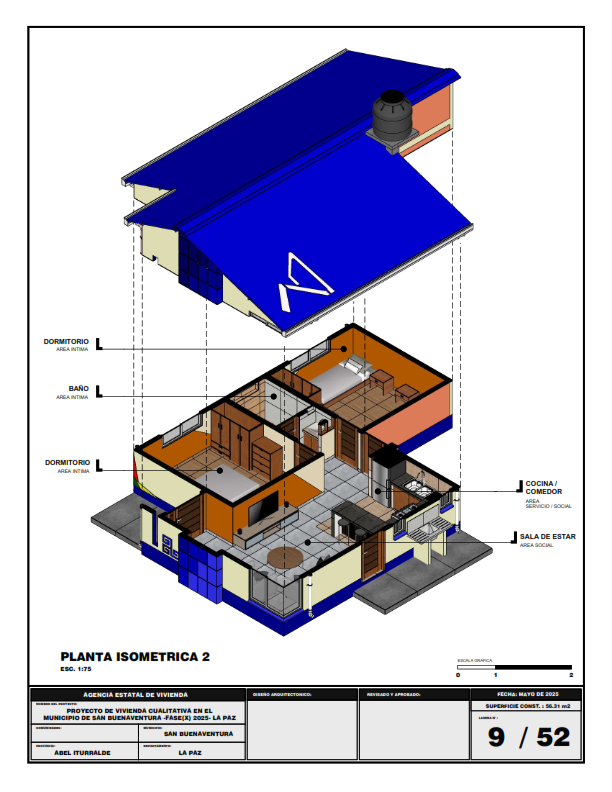 DORMITORIO
AREA INTIMA
BAÑO
AREA INTIMA
DORMITORIO
AREA INTIMA
COCINA /
COMEDOR
AREA
SERVICIO / SOCIAL
SALA DE ESTAR
AREA SOCIAL
PLANTA ISOMETRICA 2
ESC. 1:75
ESCALA GRAFICA
0 1 2
AGENCIA ESTATAL DE VIVIENDA
PROYECTO DE VIVIENDA CUALITATIVA EN EL
MUNICIPIO DE SAN BUENAVENTURA -FASE(X) 2025- LA PAZ
SAN BUENAVENTURA
ABEL ITURRALDE
LA PAZ
DISEÑO ARQUITECTONICO:
REVISADO Y APROBADO:
FECHA: MAYO DE 2025
SUPERFICIE CONST. : 56.31 m2
LAMINA N° :
9 / 52